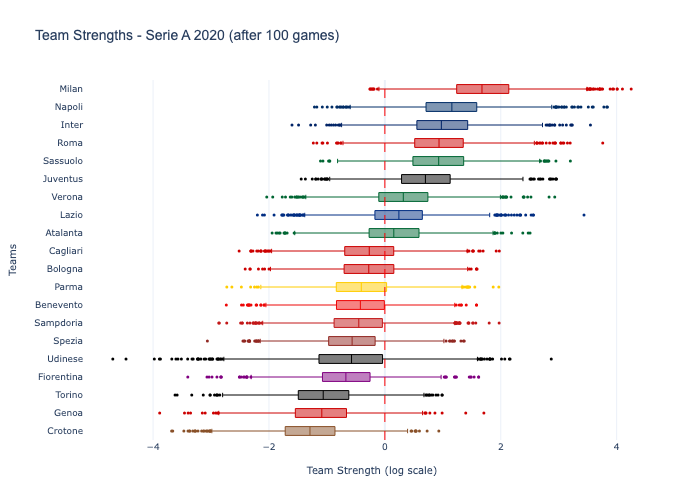 Team Strengths - Serie A 2020 (after 100 games)
Milan
Napoli
Inter
Roma
Sassuolo
Juventus
Verona
Lazio
Atalanta
Cagliari
Bologna
Parma
Benevento
Sampdoria
Spezia
Udinese
Fiorentina
Torino
Genoa
Crotone
Teams
−4 −2 0 2 4
Team Strength (log scale)